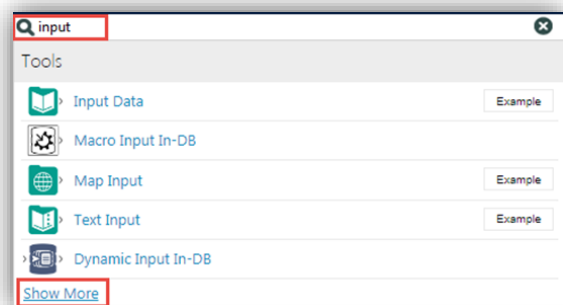 input
Tools
Input Data Example
Macro Input In-DB
Map Input Example
Text Input Example
Dynamic Input In-DB
Show More